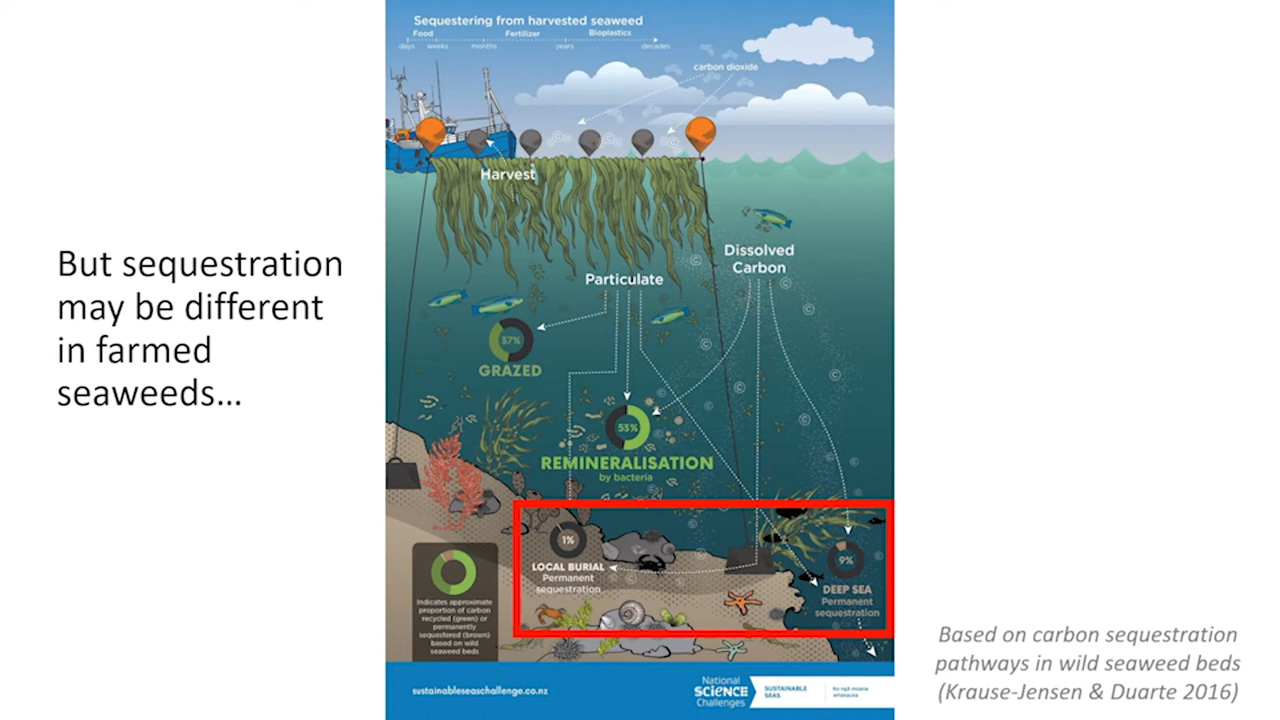 But sequestration
may be different
in farmed
seaweeds...
Sequestering from harvested seaweed
Food Fertilizer Bioplastics
days weeks months years decades
carbon dioxide
Harvest
Dissolved
Carbon
Particulate
37%
GRAZED
53%
REMINERALISATION
by bacteria
1%
LOCAL BURIAL
Permanent
sequestration
9%
DEEP SEA
Permanent
sequestration
Indicates approximate
proportion of carbon
recycled (green) or
permanently
sequestered (brown)
based on wild
seaweed beds
sustainableseaschallenge.co.nz
National
SCiENCE
Challenges
SUSTAINABLE
SEAS
Ko ngā moana
whakauka
Based on carbon sequestration
pathways in wild seaweed beds
(Krause-Jensen & Duarte 2016)